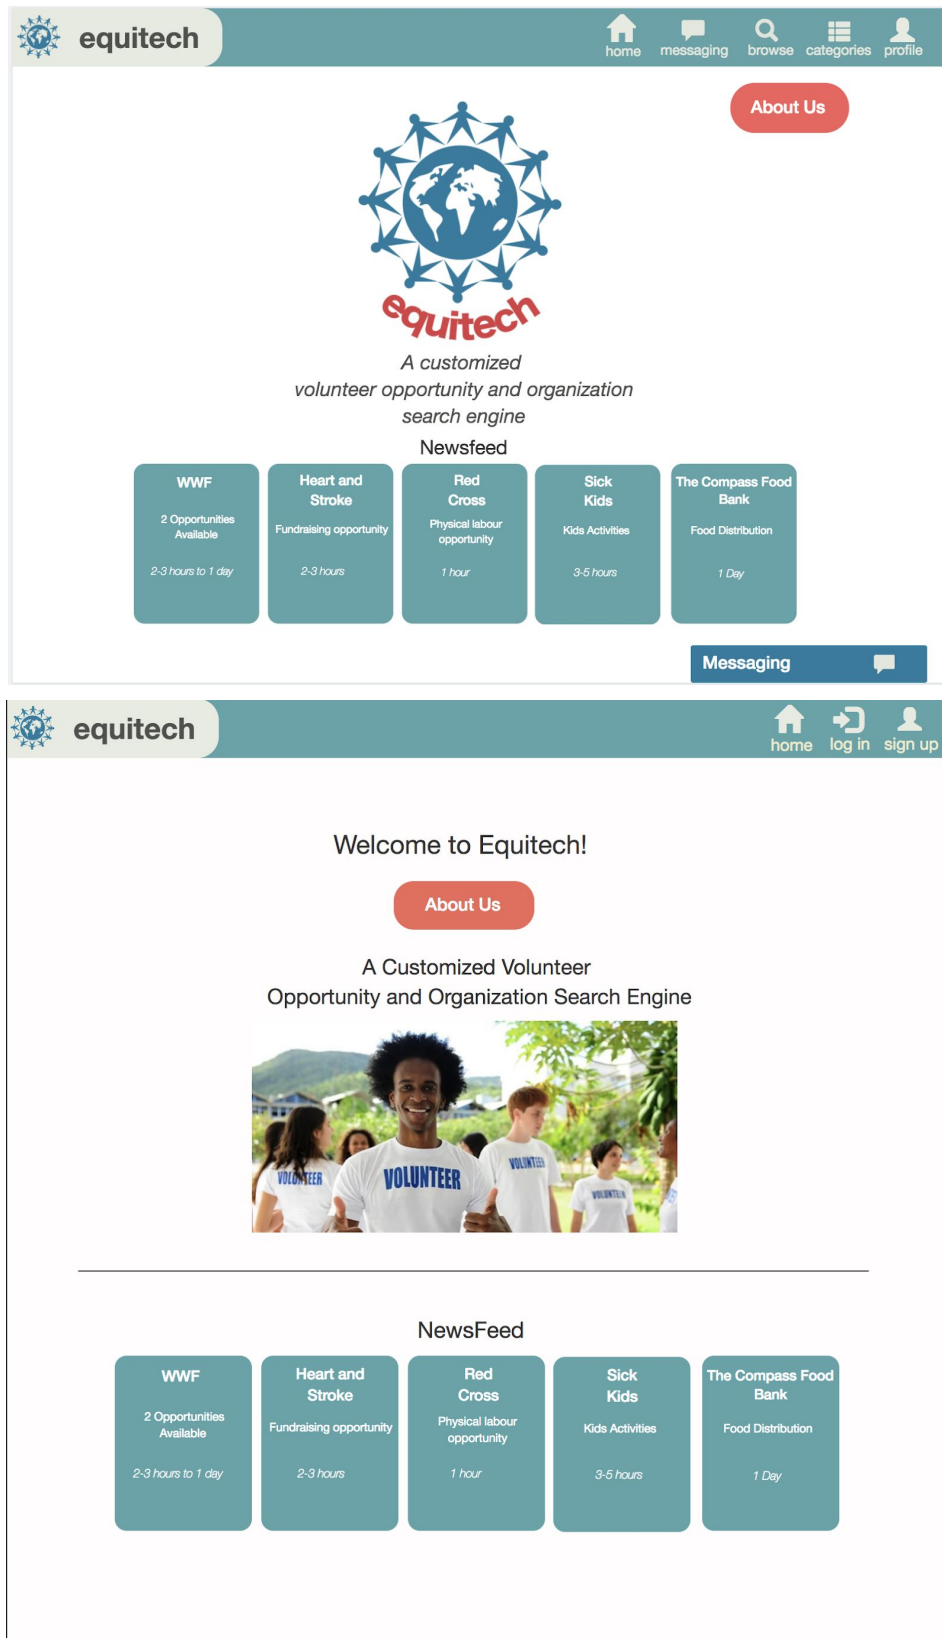 equitech
home messaging browse categories profile
About Us
equitech
A customized
volunteer opportunity and organization
search engine
Newsfeed
WWF
2 Opportunities
Available
2-3 hours to 1 day
Heart and
Stroke
Fundraising opportunity
2-3 hours
Red
Cross
Physical labour
opportunity
1 hour
Sick
Kids
Kids Activities
3-5 hours
The Compass Food
Bank
Food Distribution
1 Day
Messaging
equitech
home log in sign up
Welcome to Equitech!
About Us
A Customized Volunteer
Opportunity and Organization Search Engine
VOLUNTEER
VOLUNTEER
VOLUNTEER
VOLUNTEER
NewsFeed
WWF
2 Opportunities
Available
2-3 hours to 1 day
Heart and
Stroke
Fundraising opportunity
2-3 hours
Red
Cross
Physical labour
opportunity
1 hour
Sick
Kids
Kids Activities
3-5 hours
The Compass Food
Bank
Food Distribution
1 Day